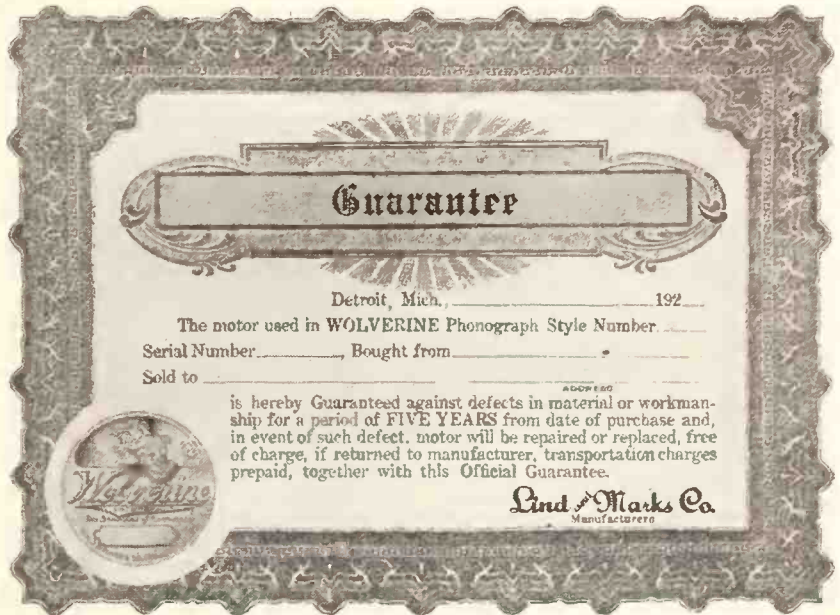 Guarantee
Detroit, Mich., 192
The motor used in WOLVERINE Phonograph Style Number
Serial Number , Bought from
Sold to
ADDRESS
is hereby Guaranteed against defects in material or workman-
ship for a period of FIVE YEARS from date of purchase and,
in event of such defect. motor will be repaired or replaced, free
of charge, if returned to manufacturer, transportation charges
prepaid, together with this Official Guarantee.
Wolverine
Lind and Marks Co.
Manufacturers